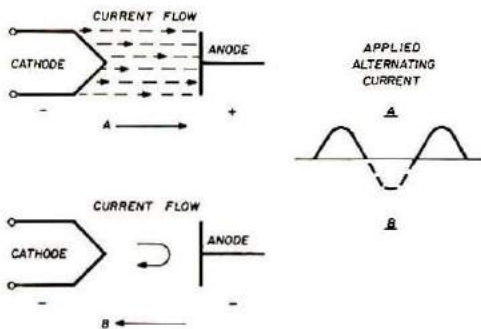 CURRENT FLOW
CATHODE
ANODE
-
+
A
APPLIED
ALTERNATING
CURRENT
A
B
CURRENT FLOW
CATHODE
ANODE
-
-
B